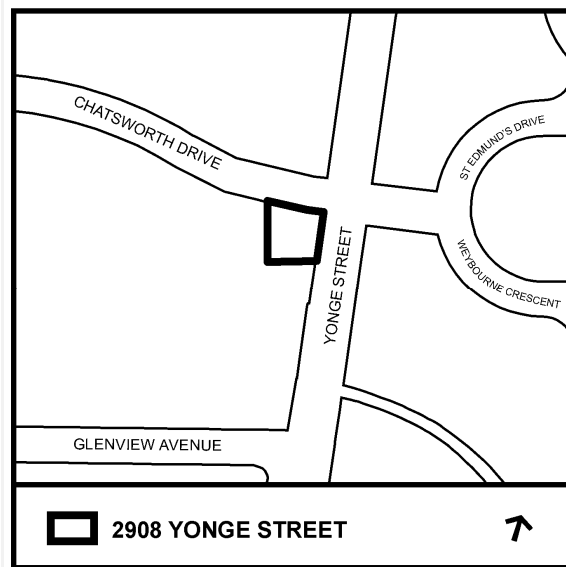 CHATSWORTH DRIVE
ST EDMUND'S DRIVE
YONGE STREET
WEYBOURNE CRESCENT
GLENVIEW AVENUE
2908 YONGE STREET